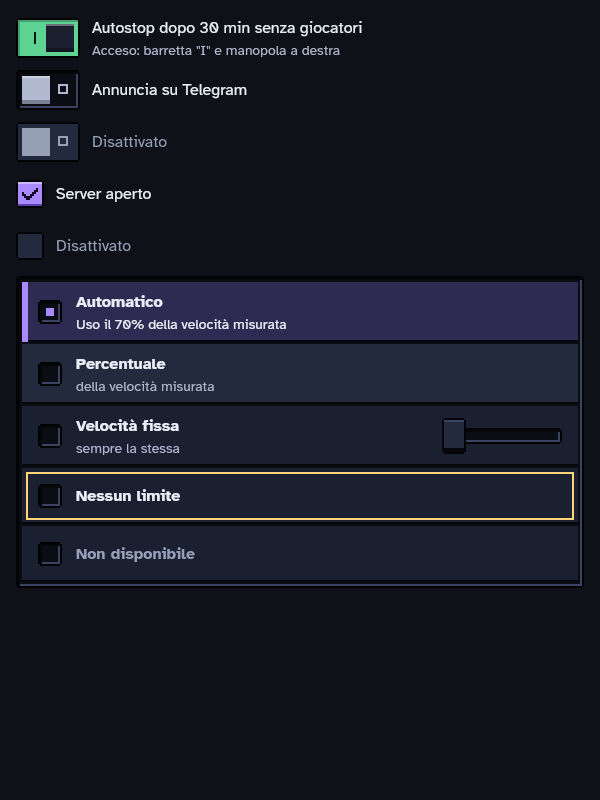 Autostop dopo 30 min senza giocatori
Acceso: barretta "I" e manopola a destra
Annuncia su Telegram
Disattivato
Server aperto
Disattivato
Automatico
Uso il 70% della velocità misurata
Percentuale
della velocità misurata
Velocità fissa
sempre la stessa
Nessun limite
Non disponibile